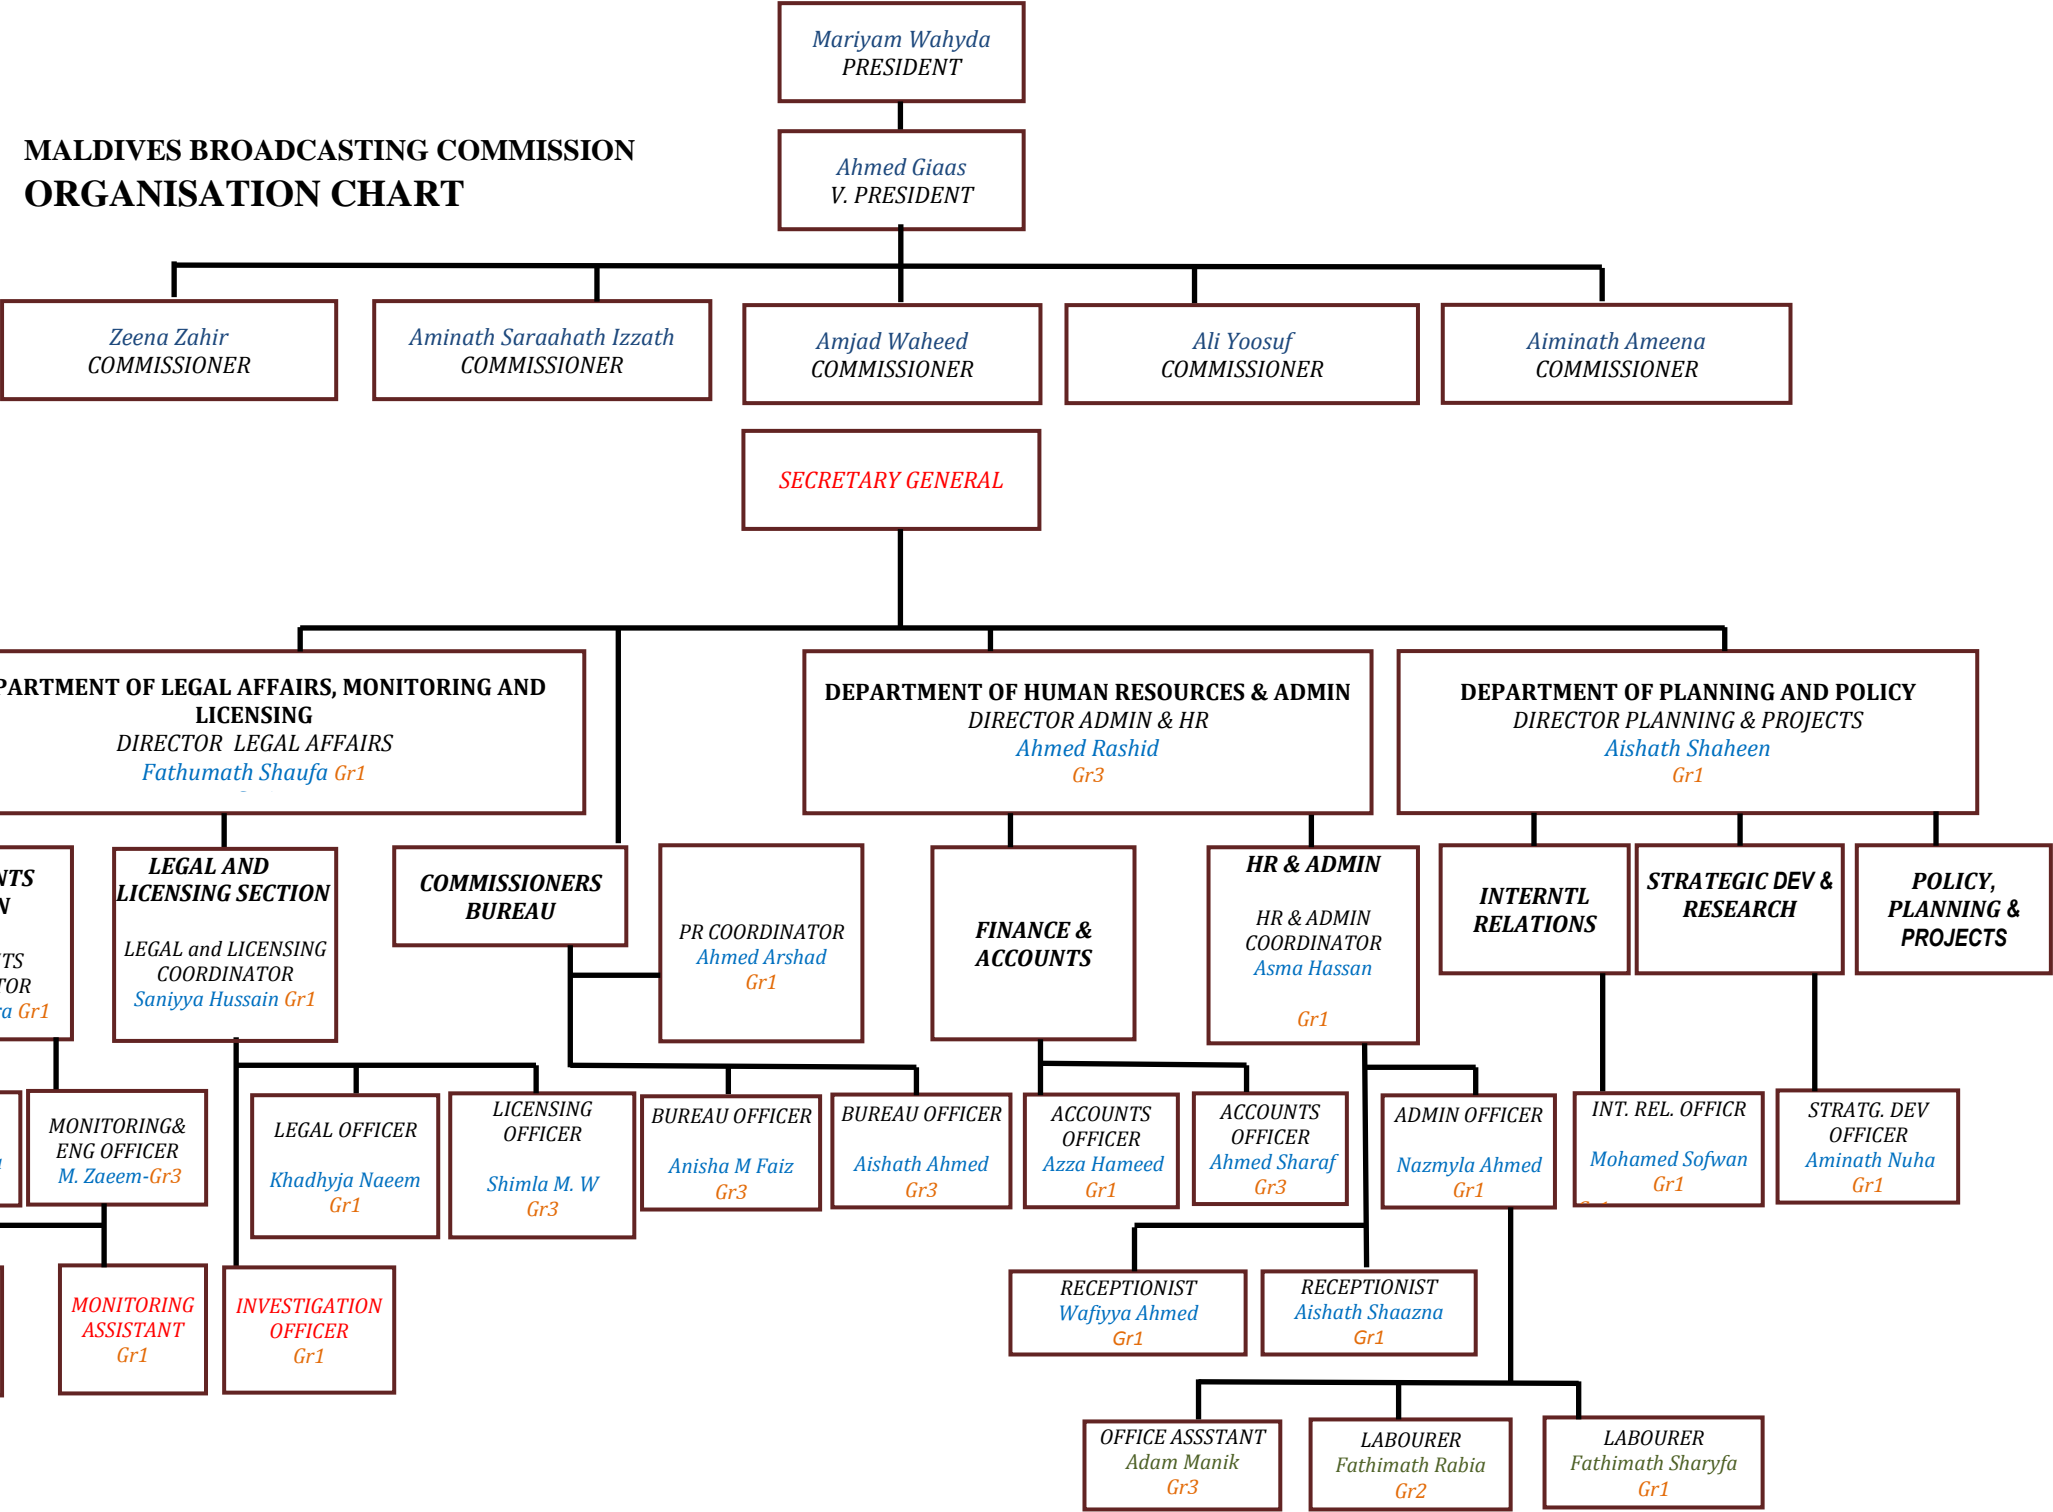 Mariyam Wahyda
PRESIDENT
MALDIVES BROADCASTING COMMISSION
ORGANISATION CHART
Ahmed Giaas
V. PRESIDENT
Zeena Zahir
COMMISSIONER
Aminath Saraahath Izzath
COMMISSIONER
Amjad Waheed
COMMISSIONER
Ali Yoosuf
COMMISSIONER
Aiminath Ameena
COMMISSIONER
SECRETARY GENERAL
PARTMENT OF LEGAL AFFAIRS, MONITORING AND
LICENSING
DIRECTOR LEGAL AFFAIRS
Fathumath Shaufa Gr1
DEPARTMENT OF HUMAN RESOURCES & ADMIN
DIRECTOR ADMIN & HR
Ahmed Rashid
Gr3
DEPARTMENT OF PLANNING AND POLICY
DIRECTOR PLANNING & PROJECTS
Aishath Shaheen
Gr1
NTS
N
TS
TOR
ra Gr1
LEGAL AND
LICENSING SECTION
LEGAL and LICENSING
COORDINATOR
Saniyya Hussain Gr1
COMMISSIONERS
BUREAU
PR COORDINATOR
Ahmed Arshad
Gr1
FINANCE &
ACCOUNTS
HR & ADMIN
HR & ADMIN
COORDINATOR
Asma Hassan
Gr1
INTERNTL
RELATIONS
STRATEGIC DEV &
RESEARCH
POLICY,
PLANNING &
PROJECTS
MONITORING&
ENG OFFICER
M. Zaeem-Gr3
LEGAL OFFICER
Khadhyja Naeem
Gr1
LICENSING
OFFICER
Shimla M. W
Gr3
BUREAU OFFICER
Anisha M Faiz
Gr3
BUREAU OFFICER
Aishath Ahmed
Gr3
ACCOUNTS
OFFICER
Azza Hameed
Gr1
ACCOUNTS
OFFICER
Ahmed Sharaf
Gr3
ADMIN OFFICER
Nazmyla Ahmed
Gr1
INT. REL. OFFICR
Mohamed Sofwan
Gr1
STRATG. DEV
OFFICER
Aminath Nuha
Gr1
MONITORING
ASSISTANT
Gr1
INVESTIGATION
OFFICER
Gr1
RECEPTIONIST
Wafiyya Ahmed
Gr1
RECEPTIONIST
Aishath Shaazna
Gr1
OFFICE ASSSTANT
Adam Manik
Gr3
LABOURER
Fathimath Rabia
Gr2
LABOURER
Fathimath Sharyfa
Gr1